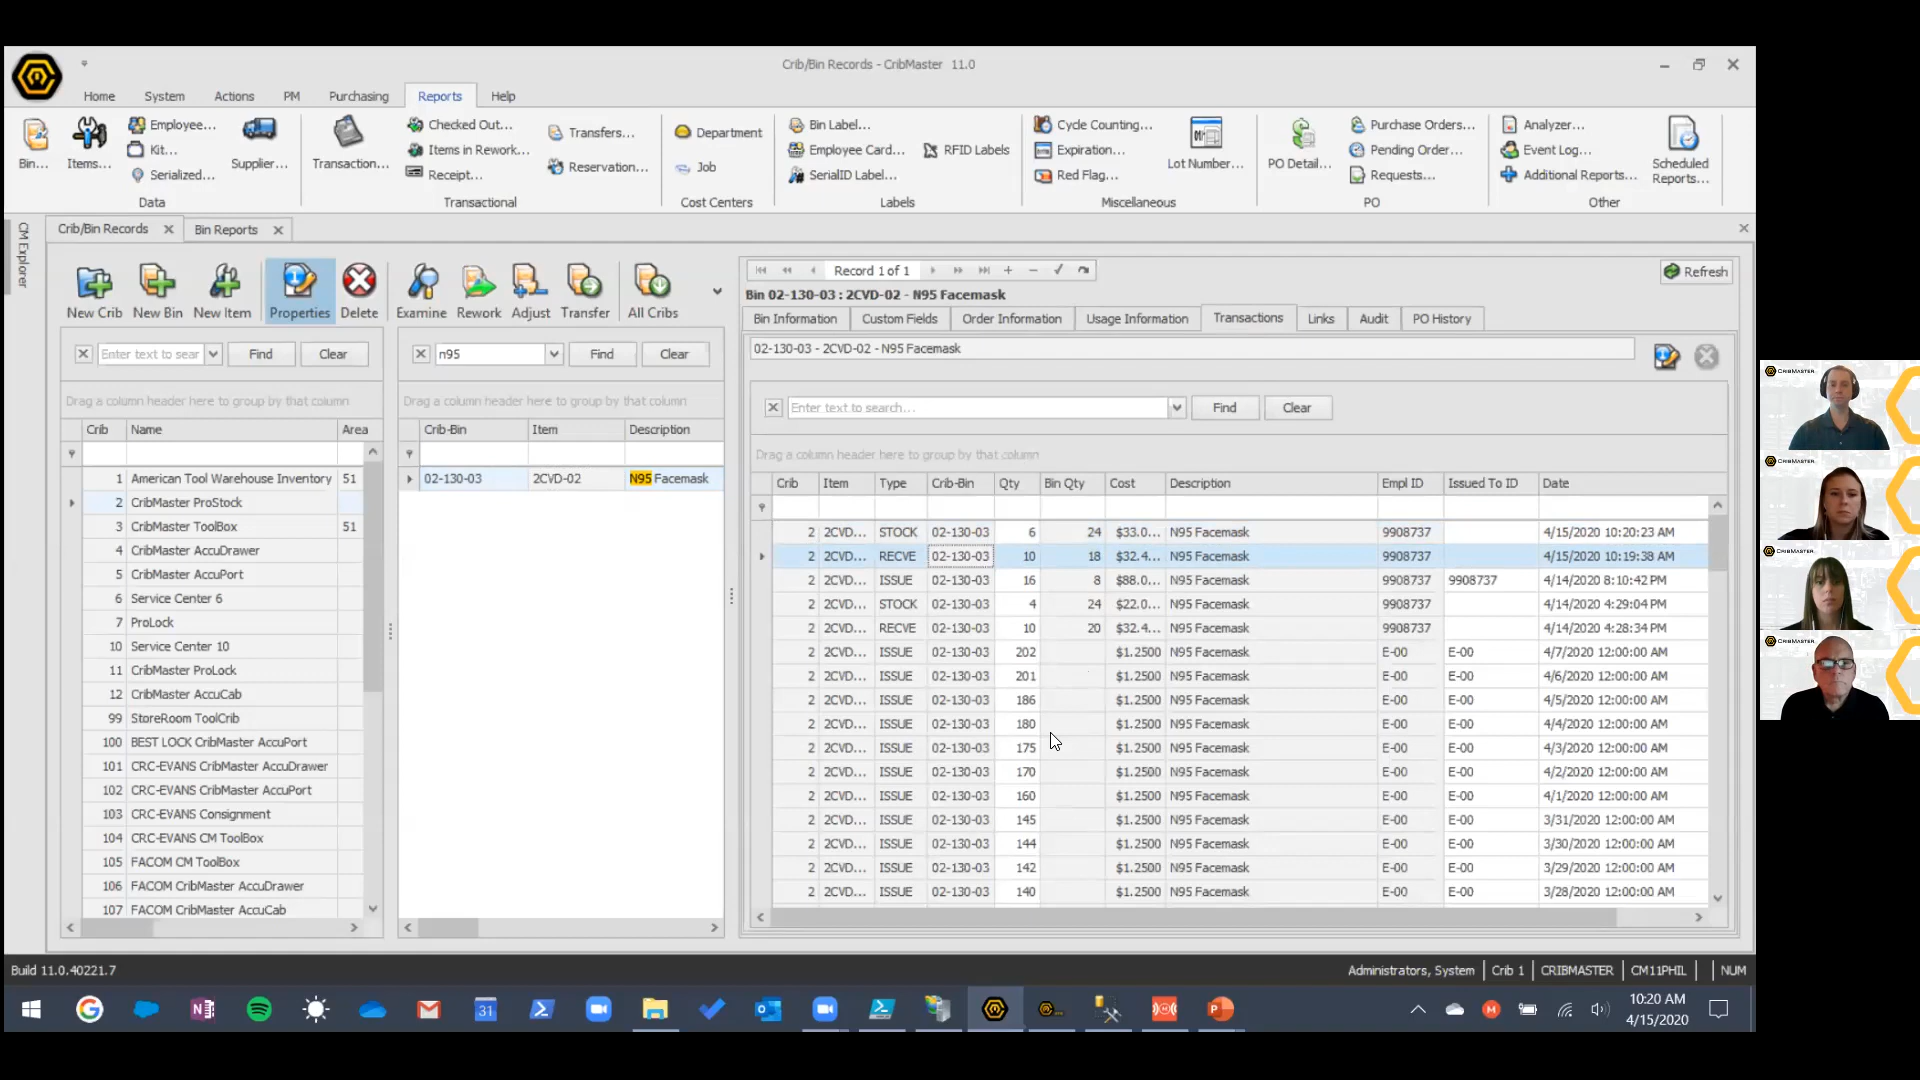 Crib/Bin Records - CribMaster 11.0
Home System Actions PM Purchasing Reports Help
Bin... Items... Employee... Kit... Serialized... Supplier...
Data
Transaction... Checked Out... Items in Rework... Receipt... Transfers... Reservation...
Transactional
Department Job
Cost Centers
Bin Label... Employee Card... SerialID Label... RFID Labels
Labels
Cycle Counting... Expiration... Red Flag... Lot Number...
Miscellaneous
PO Detail... Purchase Orders... Pending Order... Requests...
PO
Analyzer... Event Log... Additional Reports... Scheduled Reports...
Other
CM Explorer
Crib/Bin Records Bin Reports
New Crib New Bin New Item Properties Delete Examine Rework Adjust Transfer All Cribs
Enter text to sear Find Clear
Drag a column header here to group by that column
Crib Name Area
1 American Tool Warehouse Inventory 51
2 CribMaster ProStock
3 CribMaster ToolBox 51
4 CribMaster AccuDrawer
5 CribMaster AccuPort
6 Service Center 6
7 ProLock
10 Service Center 10
11 CribMaster ProLock
12 CribMaster AccuCab
99 StoreRoom ToolCrib
100 BEST LOCK CribMaster AccuPort
101 CRC-EVANS CribMaster AccuDrawer
102 CRC-EVANS CribMaster AccuPort
103 CRC-EVANS Consignment
104 CRC-EVANS CM ToolBox
105 FACOM CM ToolBox
106 FACOM CribMaster AccuDrawer
107 FACOM CribMaster AccuCab
n95 Find Clear
Drag a column header here to group by that column
Crib-Bin Item Description
02-130-03 2CVD-02 N95 Facemask
Record 1 of 1 Refresh
Bin 02-130-03 : 2CVD-02 - N95 Facemask
Bin Information Custom Fields Order Information Usage Information Transactions Links Audit PO History
02-130-03 - 2CVD-02 - N95 Facemask
Enter text to search... Find Clear
Drag a column header here to group by that column
Crib Item Type Crib-Bin Qty Bin Qty Cost Description Empl ID Issued To ID Date
2 2CVD... STOCK 02-130-03 6 24 $33.0... N95 Facemask 9908737 4/15/2020 10:20:23 AM
2 2CVD... RECVE 02-130-03 10 18 $32.4... N95 Facemask 9908737 4/15/2020 10:19:38 AM
2 2CVD... ISSUE 02-130-03 16 8 $88.0... N95 Facemask 9908737 9908737 4/14/2020 8:10:42 PM
2 2CVD... STOCK 02-130-03 4 24 $22.0... N95 Facemask 9908737 4/14/2020 4:29:04 PM
2 2CVD... RECVE 02-130-03 10 20 $32.4... N95 Facemask 9908737 4/14/2020 4:28:34 PM
2 2CVD... ISSUE 02-130-03 202 $1.2500 N95 Facemask E-00 E-00 4/7/2020 12:00:00 AM
2 2CVD... ISSUE 02-130-03 201 $1.2500 N95 Facemask E-00 E-00 4/6/2020 12:00:00 AM
2 2CVD... ISSUE 02-130-03 186 $1.2500 N95 Facemask E-00 E-00 4/5/2020 12:00:00 AM
2 2CVD... ISSUE 02-130-03 180 $1.2500 N95 Facemask E-00 E-00 4/4/2020 12:00:00 AM
2 2CVD... ISSUE 02-130-03 175 $1.2500 N95 Facemask E-00 E-00 4/3/2020 12:00:00 AM
2 2CVD... ISSUE 02-130-03 170 $1.2500 N95 Facemask E-00 E-00 4/2/2020 12:00:00 AM
2 2CVD... ISSUE 02-130-03 160 $1.2500 N95 Facemask E-00 E-00 4/1/2020 12:00:00 AM
2 2CVD... ISSUE 02-130-03 145 $1.2500 N95 Facemask E-00 E-00 3/31/2020 12:00:00 AM
2 2CVD... ISSUE 02-130-03 144 $1.2500 N95 Facemask E-00 E-00 3/30/2020 12:00:00 AM
2 2CVD... ISSUE 02-130-03 142 $1.2500 N95 Facemask E-00 E-00 3/29/2020 12:00:00 AM
2 2CVD... ISSUE 02-130-03 140 $1.2500 N95 Facemask E-00 E-00 3/28/2020 12:00:00 AM
CRIBMASTER
CRIBMASTER
CRIBMASTER
CRIBMASTER
Build 11.0.40221.7 Administrators, System Crib 1 CRIBMASTER CM11PHIL NUM
31
10:20 AM
4/15/2020